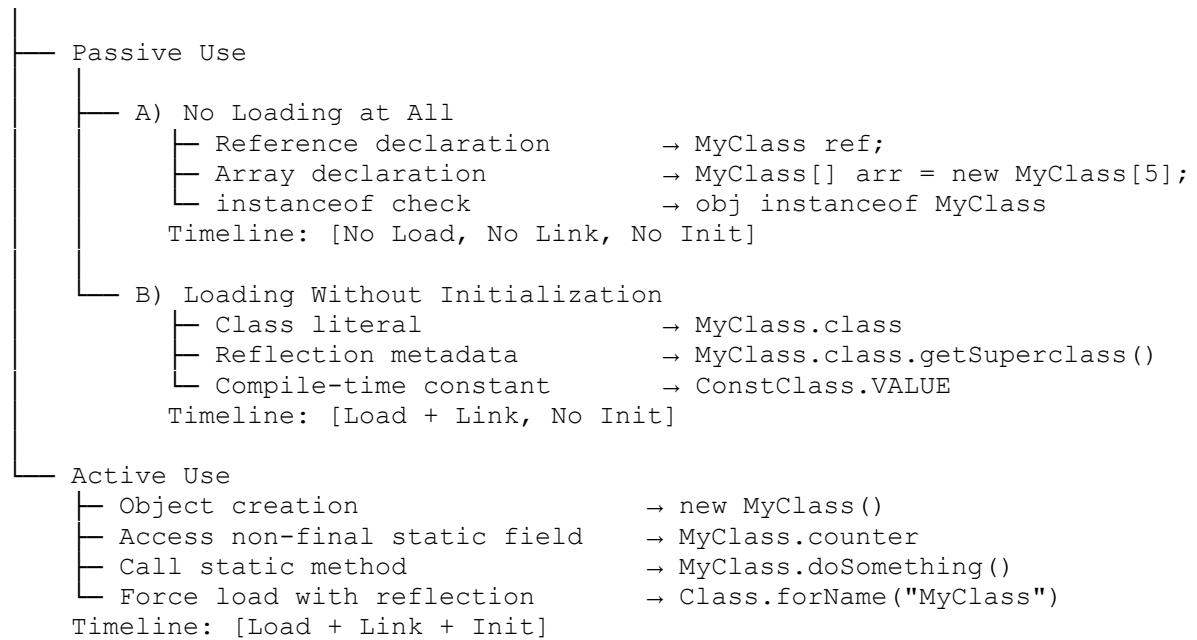 Passive Use
A) No Loading at All
Reference declaration → MyClass ref;
Array declaration → MyClass[] arr = new MyClass[5];
instanceof check → obj instanceof MyClass
Timeline: [No Load, No Link, No Init]
B) Loading Without Initialization
Class literal → MyClass.class
Reflection metadata → MyClass.class.getSuperclass()
Compile-time constant → ConstClass.VALUE
Timeline: [Load + Link, No Init]
Active Use
Object creation → new MyClass()
Access non-final static field → MyClass.counter
Call static method → MyClass.doSomething()
Force load with reflection → Class.forName("MyClass")
Timeline: [Load + Link + Init]